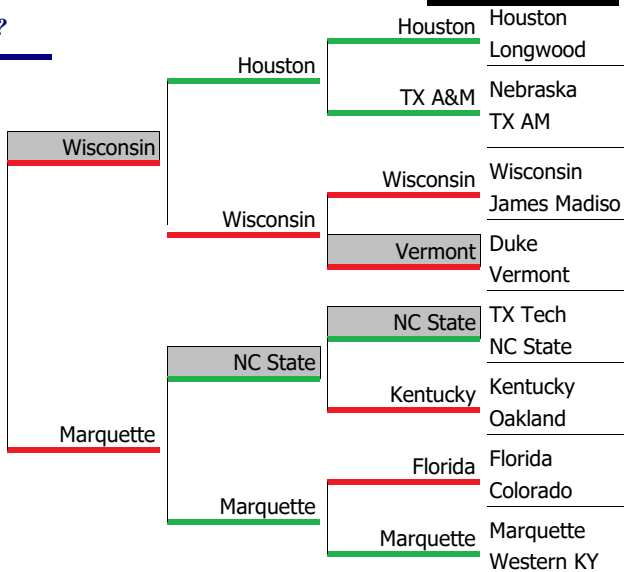 ?
Houston
Houston
Longwood
Houston
TX A&M
Nebraska
TX AM
Wisconsin
Wisconsin
Wisconsin
James Madiso
Wisconsin
Vermont
Duke
Vermont
NC State
TX Tech
NC State
NC State
Kentucky
Kentucky
Oakland
Marquette
Florida
Florida
Colorado
Marquette
Marquette
Marquette
Western KY